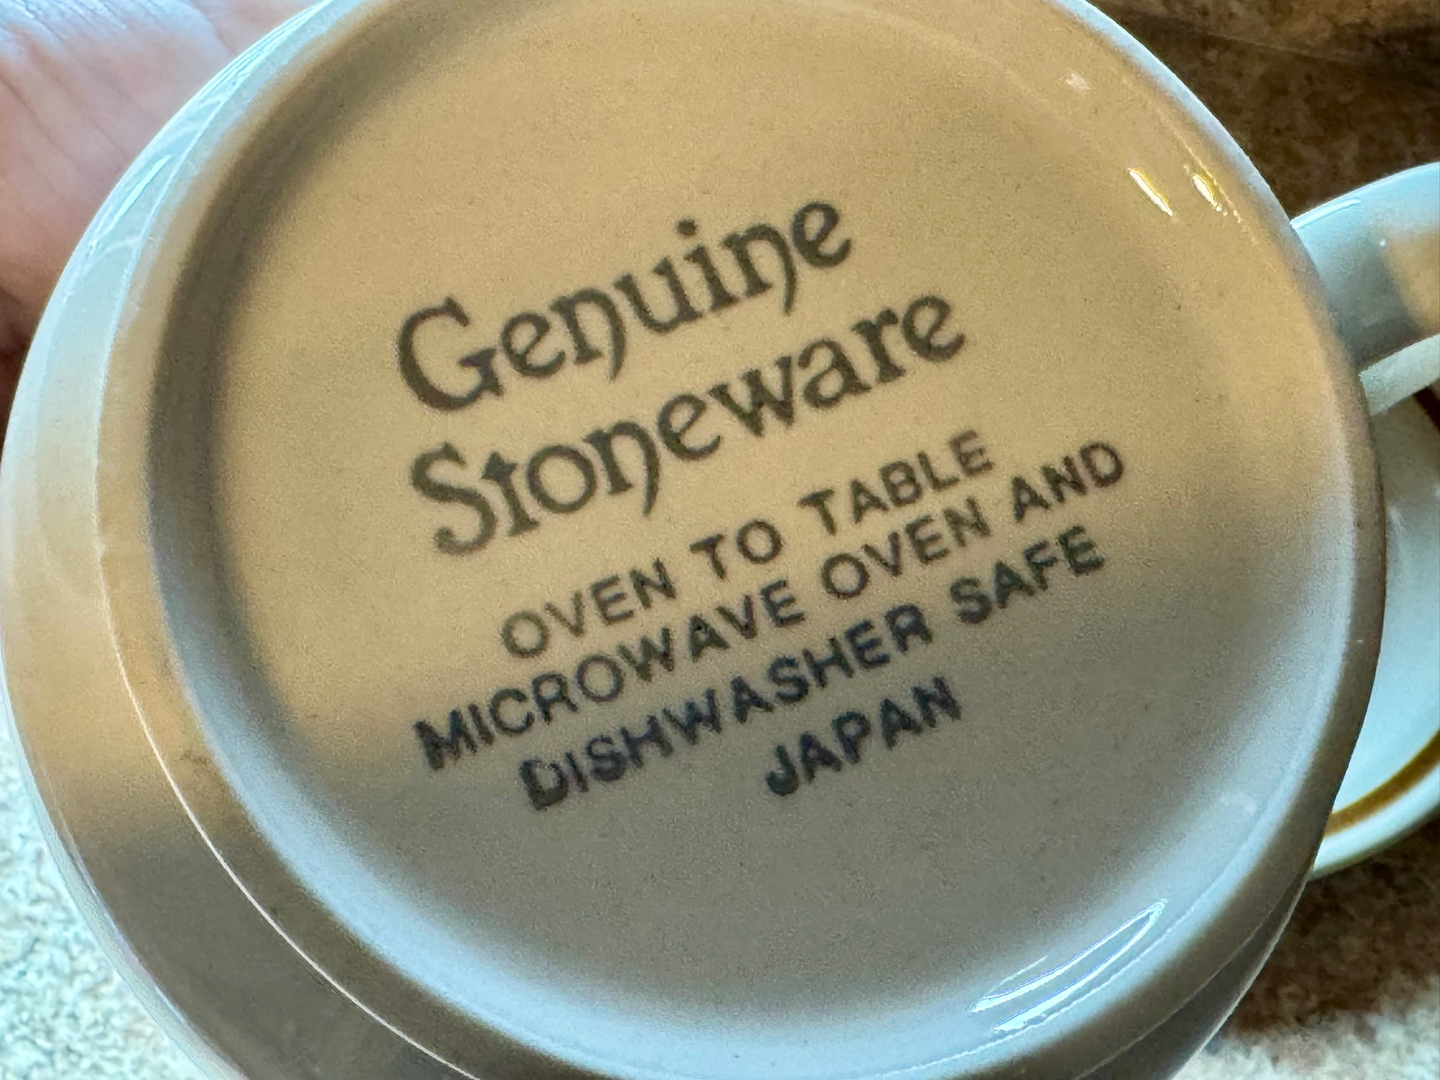 Genuine
Stoneware
OVEN TO TABLE
MICROWAVE OVEN AND
DISHWASHER SAFE
JAPAN